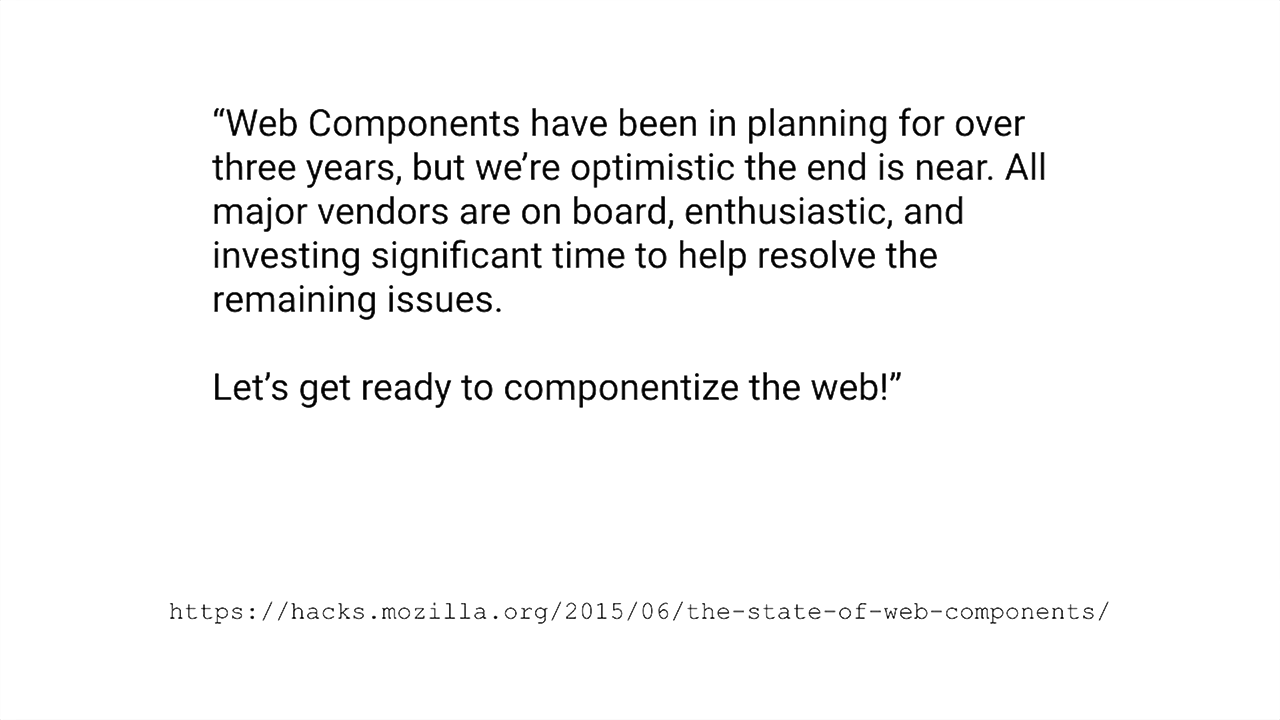 “Web Components have been in planning for over
three years, but we’re optimistic the end is near. All
major vendors are on board, enthusiastic, and
investing significant time to help resolve the
remaining issues.
Let’s get ready to componentize the web!”
https://hacks.mozilla.org/2015/06/the-state-of-web-components/